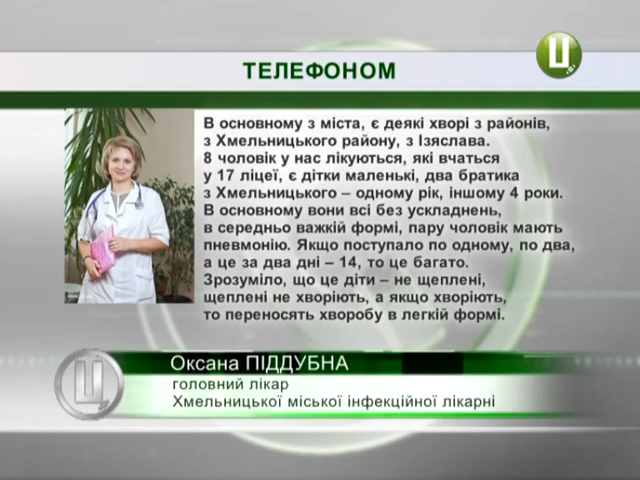 ТЕЛЕФОНОМ
Ц
В основному з міста, є деякі хворі з районів,
з Хмельницького району, з Ізяслава.
8 чоловік у нас лікуються, які вчаться
у 17 ліцеї, є дітки маленькі, два братика
з Хмельницького – одному рік, іншому 4 роки.
В основному вони всі без ускладнень,
в середньо важкій формі, пару чоловік мають
пневмонію. Якщо поступало по одному, по два,
а це за два дні – 14, то це багато.
Зрозуміло, що це діти – не щеплені,
щеплені не хворіють, а якщо хворіють,
то переносять хворобу в легкій формі.
Оксана ПІДДУБНА
Ц
головний лікар
Хмельницької міської інфекційної лікарні